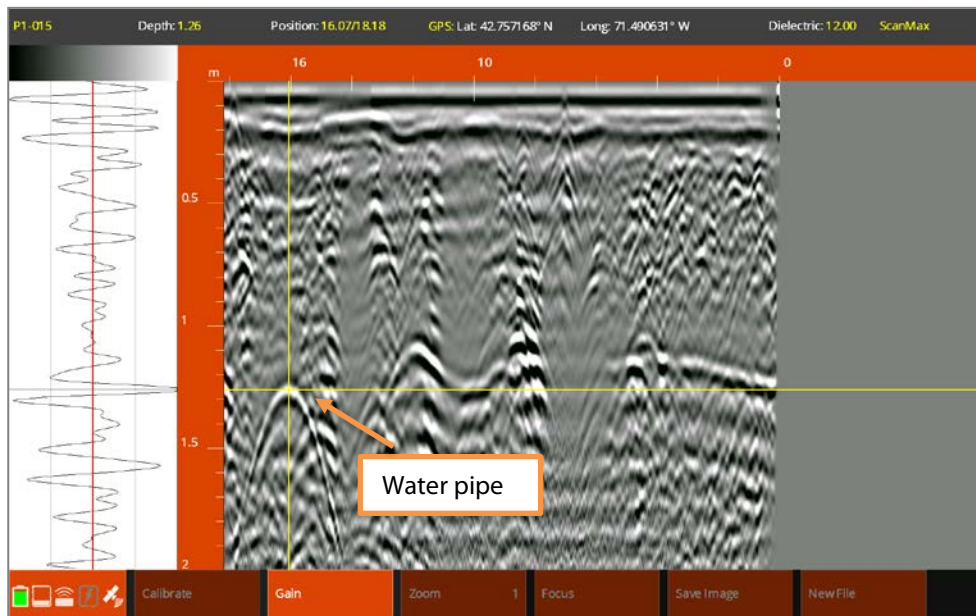 P1-015 Depth: 1.26 Position: 16.07/18.18 GPS: Lat: 42.757168° N Long: 71.490631° W Dielectric: 12.00 ScanMax
m 16 10 0
0.5
1
1.5
Water pipe
2
Calibrate Gain Zoom 1 Focus Save Image New File